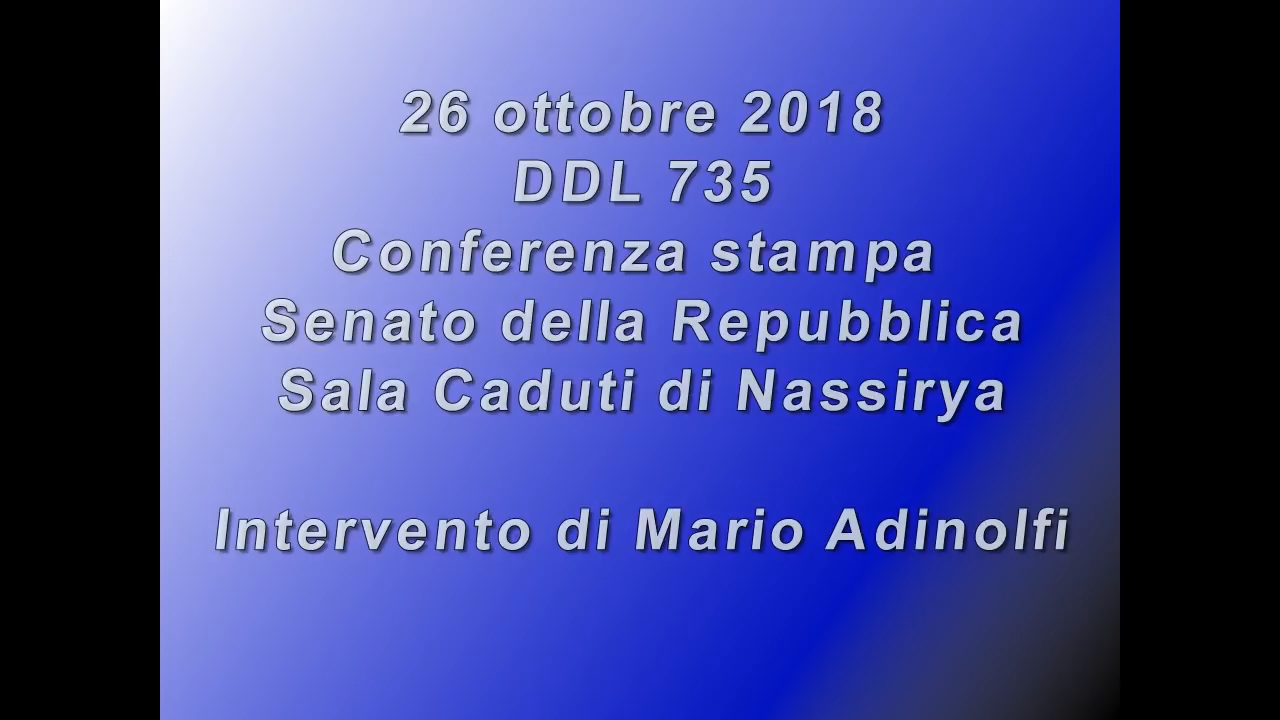 26 ottobre 2018
DDL 735
Conferenza stampa
Senato della Repubblica
Sala Caduti di Nassirya
Intervento di Mario Adinolfi